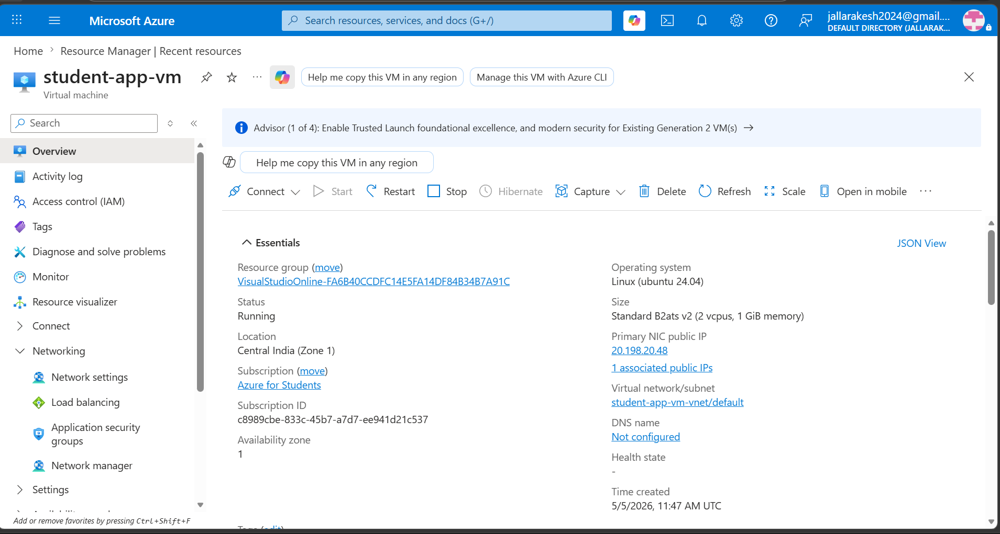 Microsoft Azure
Search resources, services, and docs (G+/)
jallarakesh2024@gmail....
DEFAULT DIRECTORY (JALLARAK...
Home > Resource Manager | Recent resources
student-app-vm
Virtual machine
Help me copy this VM in any region
Manage this VM with Azure CLI
Search
Overview
Activity log
Access control (IAM)
Tags
Diagnose and solve problems
Monitor
Resource visualizer
Connect
Networking
Network settings
Load balancing
Application security
groups
Network manager
Settings
Add or remove favorites by pressing Ctrl+Shift+F
Advisor (1 of 4): Enable Trusted Launch foundational excellence, and modern security for Existing Generation 2 VM(s) →
Help me copy this VM in any region
Connect
Start
Restart
Stop
Hibernate
Capture
Delete
Refresh
Scale
Open in mobile
Essentials
JSON View
Resource group (move)
VisualStudioOnline-FA6B40CCDFC14E5FA14DF84B34B7A91C
Status
Running
Location
Central India (Zone 1)
Subscription (move)
Azure for Students
Subscription ID
c8989cbe-833c-45b7-a7d7-ee941d21c537
Availability zone
1
Operating system
Linux (ubuntu 24.04)
Size
Standard B2ats v2 (2 vcpus, 1 GiB memory)
Primary NIC public IP
20.198.20.48
1 associated public IPs
Virtual network/subnet
student-app-vm-vnet/default
DNS name
Not configured
Health state
-
Time created
5/5/2026, 11:47 AM UTC
Tags (edit)